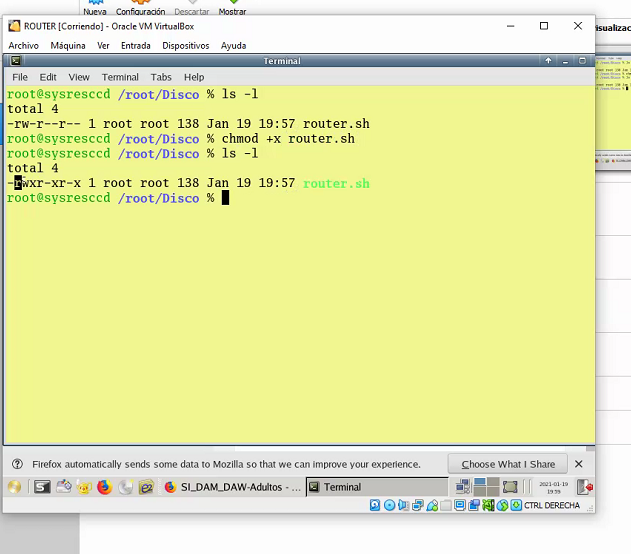 Nueva Configuración Descartar Mostrar
ROUTER [Corriendo] - Oracle VM VirtualBox
Archivo Máquina Ver Entrada Dispositivos Ayuda
Terminal
File Edit View Terminal Tabs Help
root@sysresccd /root/Disco % ls -l
total 4
-rw-r--r-- 1 root root 138 Jan 19 19:57 router.sh
root@sysresccd /root/Disco % chmod +x router.sh
root@sysresccd /root/Disco % ls -l
total 4
-rwxr-xr-x 1 root root 138 Jan 19 19:57 router.sh
root@sysresccd /root/Disco %
Firefox automatically sends some data to Mozilla so that we can improve your experience. Choose What I Share
SI_DAM_DAW-Adultos - ... Terminal
2021-01-19
19:59
CTRL DERECHA